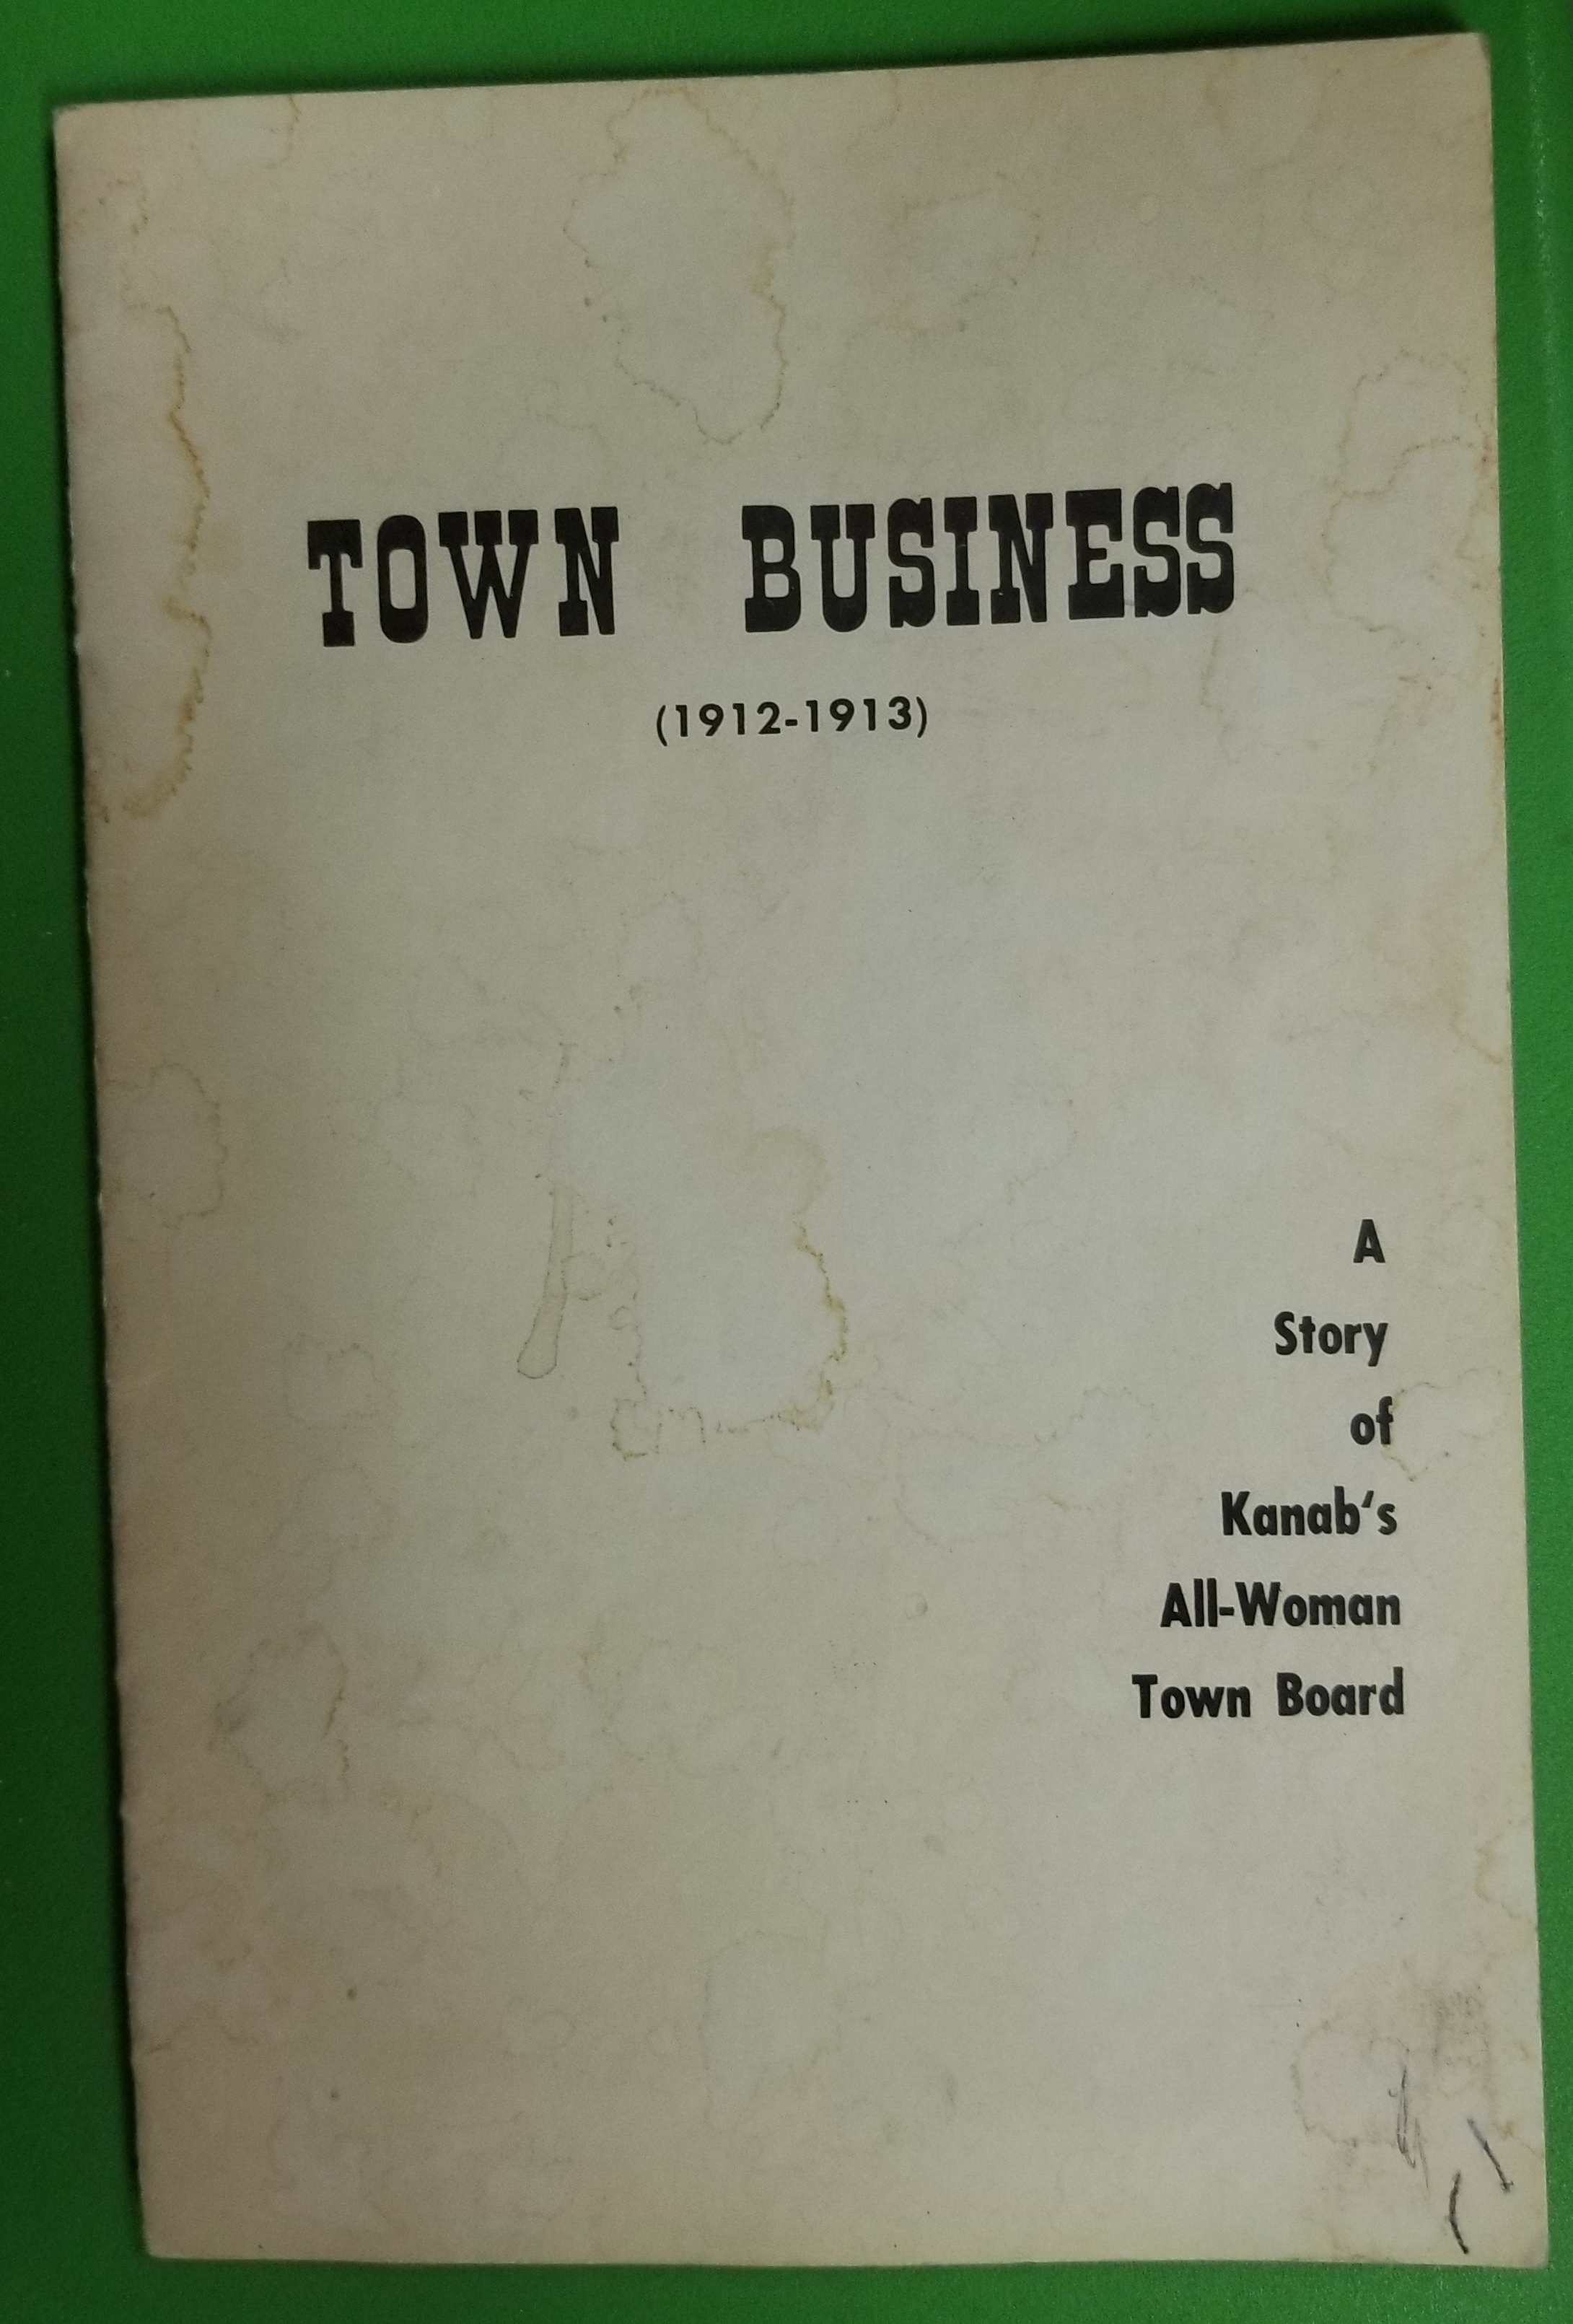 TOWN BUSINESS
(1912-1913)
A
Story
of
Kanab's
All-Woman
Town Board